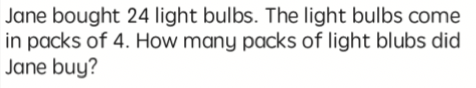 Jane bought 24 light bulbs. The light bulbs come
in packs of 4. How many packs of light blubs did
Jane buy?